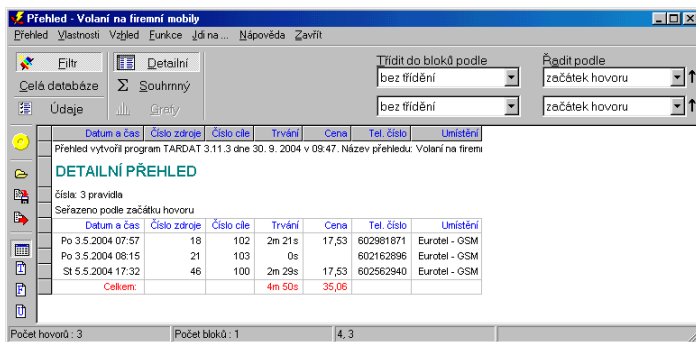 Přehled - Volaní na firemní mobily
Přehled Vlastnosti Vzhled Funkce Jdi na ... Nápověda Zavřít
Filtr Detailní Třídit do bloků podle Řadit podle
Celá databáze Σ Souhrnný bez třídění začátek hovoru
Údaje Grafy bez třídění začátek hovoru
Datum a čas Číslo zdroje Číslo cíle Trvání Cena Tel. číslo Umístění
Přehled vytvořil program TARDAT 3.11.3 dne 30. 9. 2004 v 09:47. Název přehledu: Volaní na firem
DETAILNÍ PŘEHLED
čísla: 3 pravidla
Seřazeno podle začátku hovoru
Datum a čas Číslo zdroje Číslo cíle Trvání Cena Tel. číslo Umístění
Po 3.5.2004 07:57 18 102 2m 21s 17,53 602981871 Eurotel - GSM
Po 3.5.2004 08:15 21 103 0s 602162896 Eurotel - GSM
St 5.5.2004 17:32 46 100 2m 29s 17,53 602562940 Eurotel - GSM
Celkem: 4m 50s 35,06
T
F
U
Počet hovorů : 3 Počet bloků : 1 4, 3